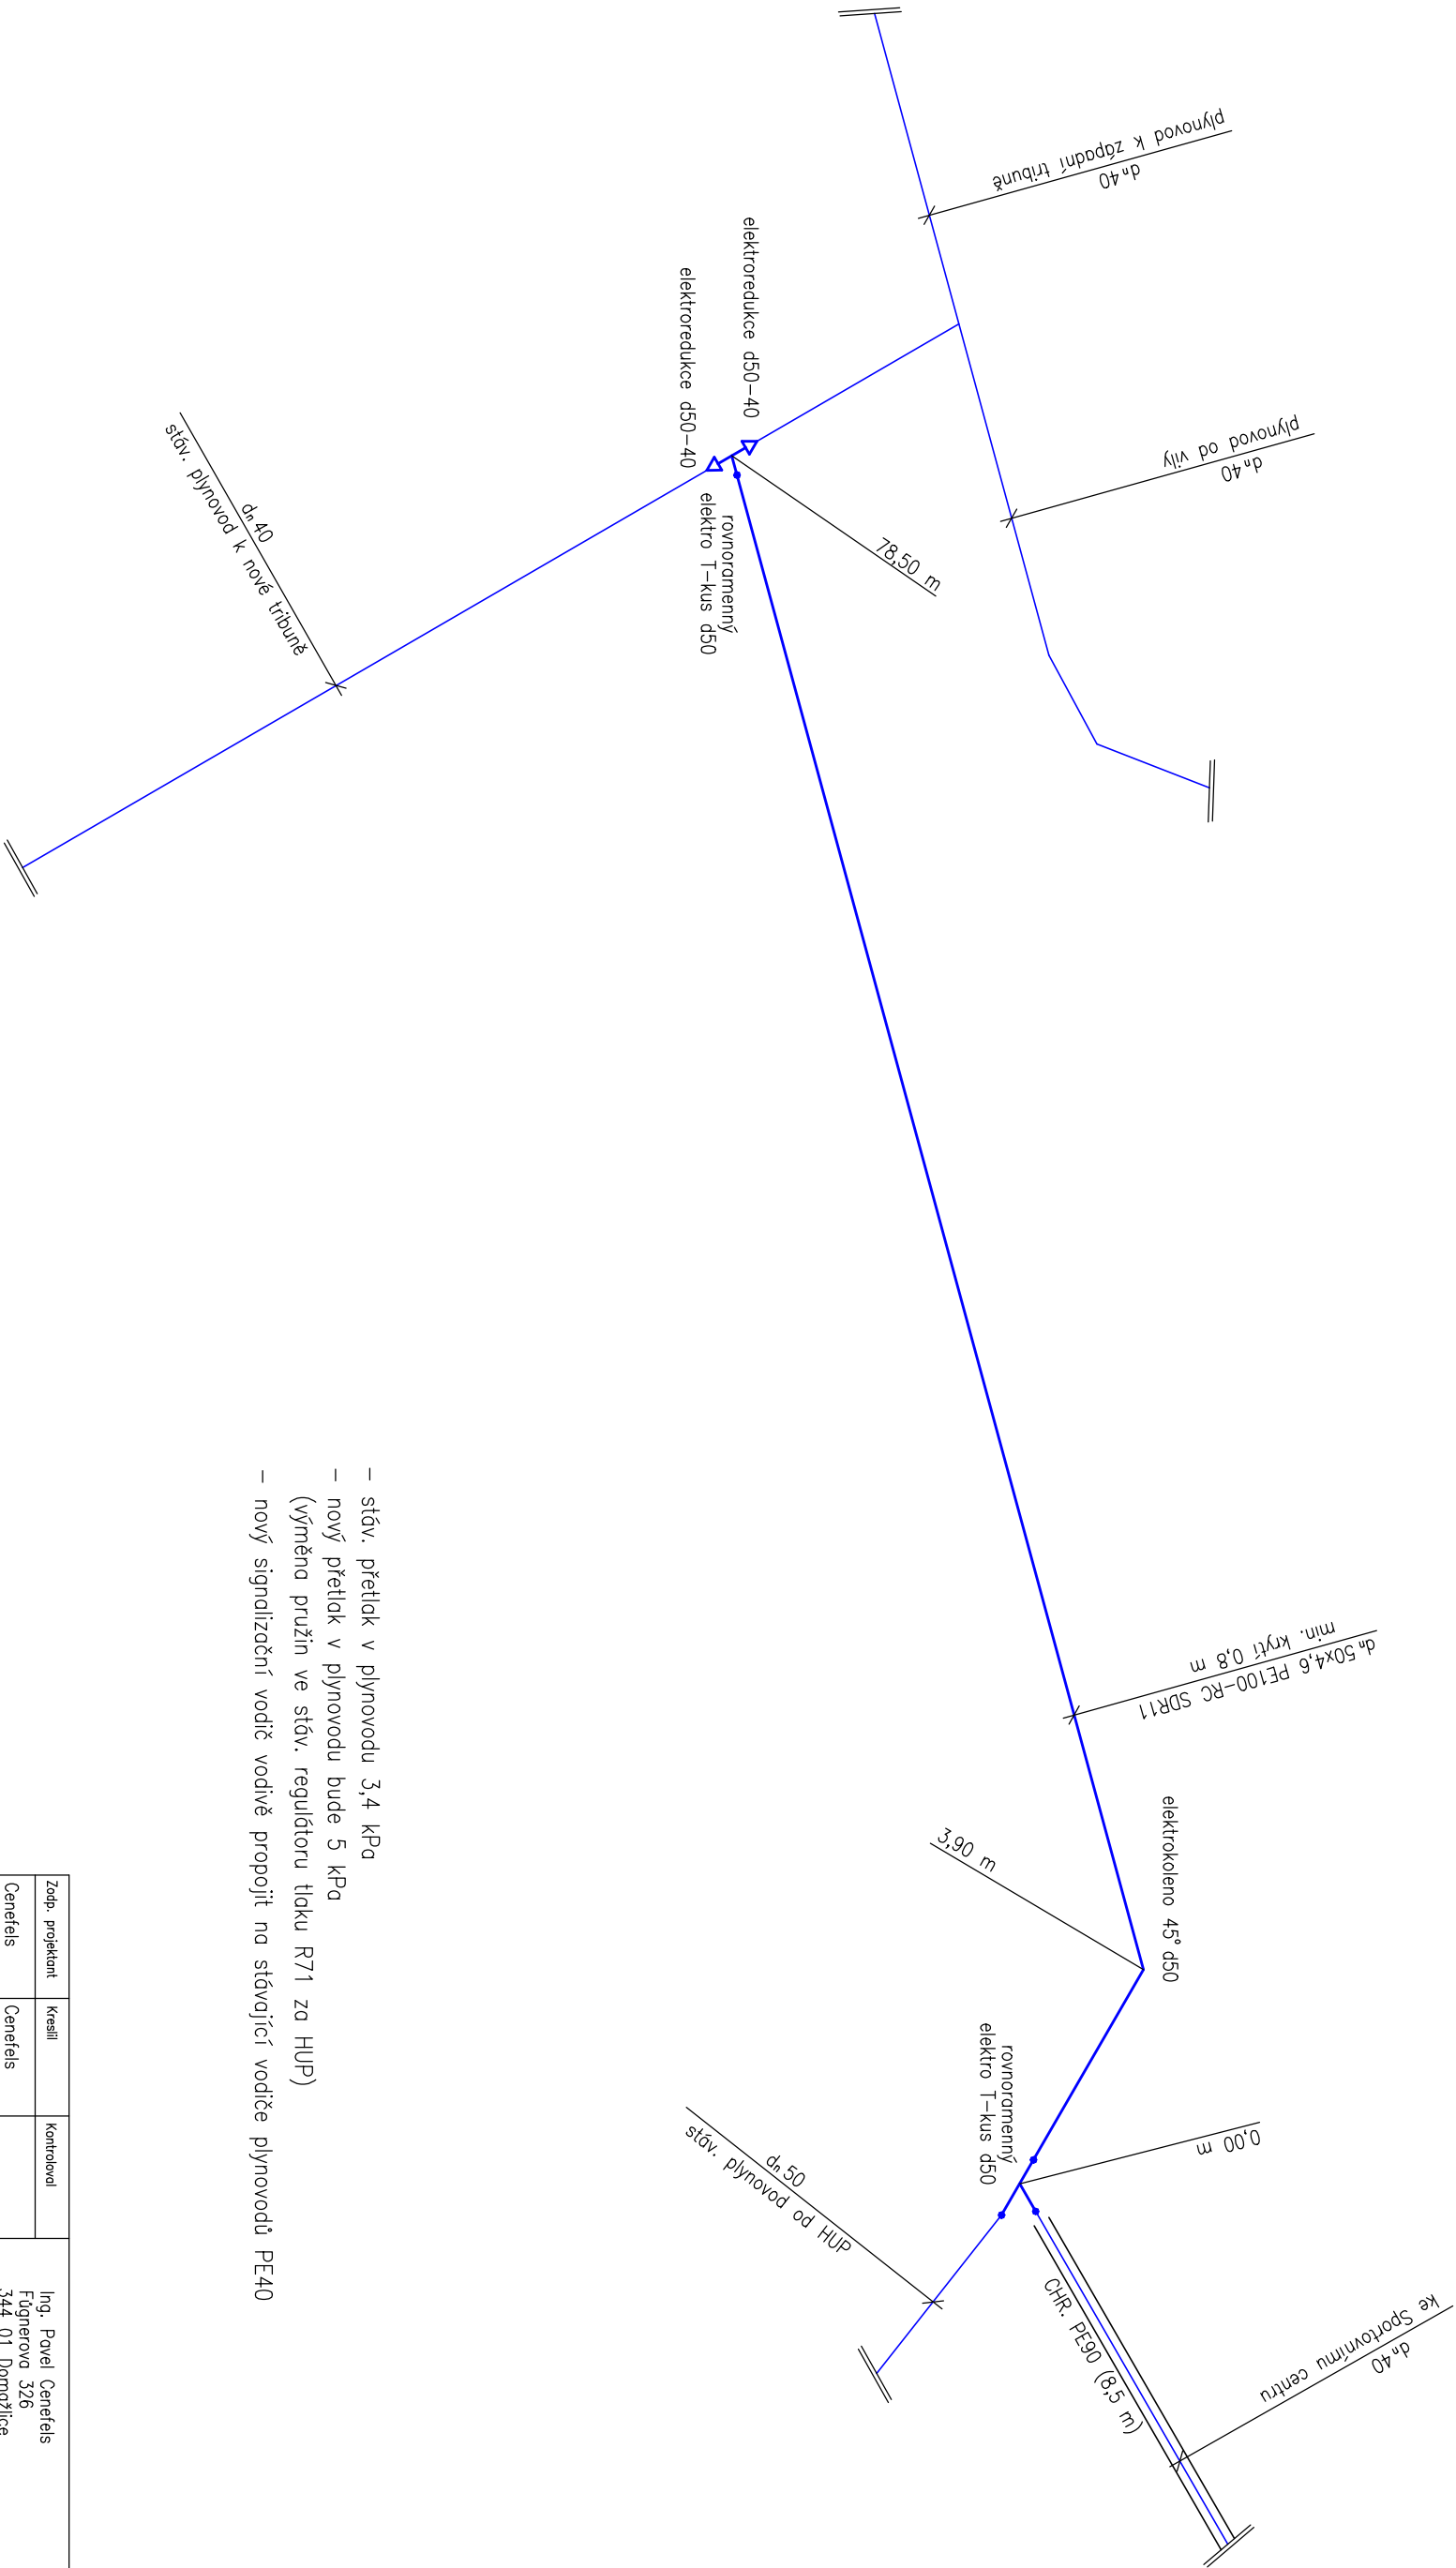 plynovod k západní tribuně
dn40
plynovod od vily
dn40
elektroredukce d50-40
elektroredukce d50-40
rovnoramenný
elektro T-kus d50
78,50 m
dn40
stáv. plynovod k nové tribuně
dn50x4,6 PE100-RC SDR11
min. krytí 0,8 m
elektrokoleno 45° d50
3,90 m
rovnoramenný
elektro T-kus d50
0,00 m
dn50
stáv. plynovod od HUP
CHR. PE90 (8,5 m)
ke Sportovnímu centru
dn40
- stáv. přetlak v plynovodu 3,4 kPa
- nový přetlak v plynovodu bude 5 kPa
(výměna pružin ve stáv. regulátoru tlaku R71 za HUP)
- nový signalizační vodič vodivě propojit na stávající vodiče plynovodů PE40
Zodp. projektant Kreslil Kontroloval
Cenefels Cenefels
Ing. Pavel Cenefels
Fügnerova 326
344 01 Domažlice